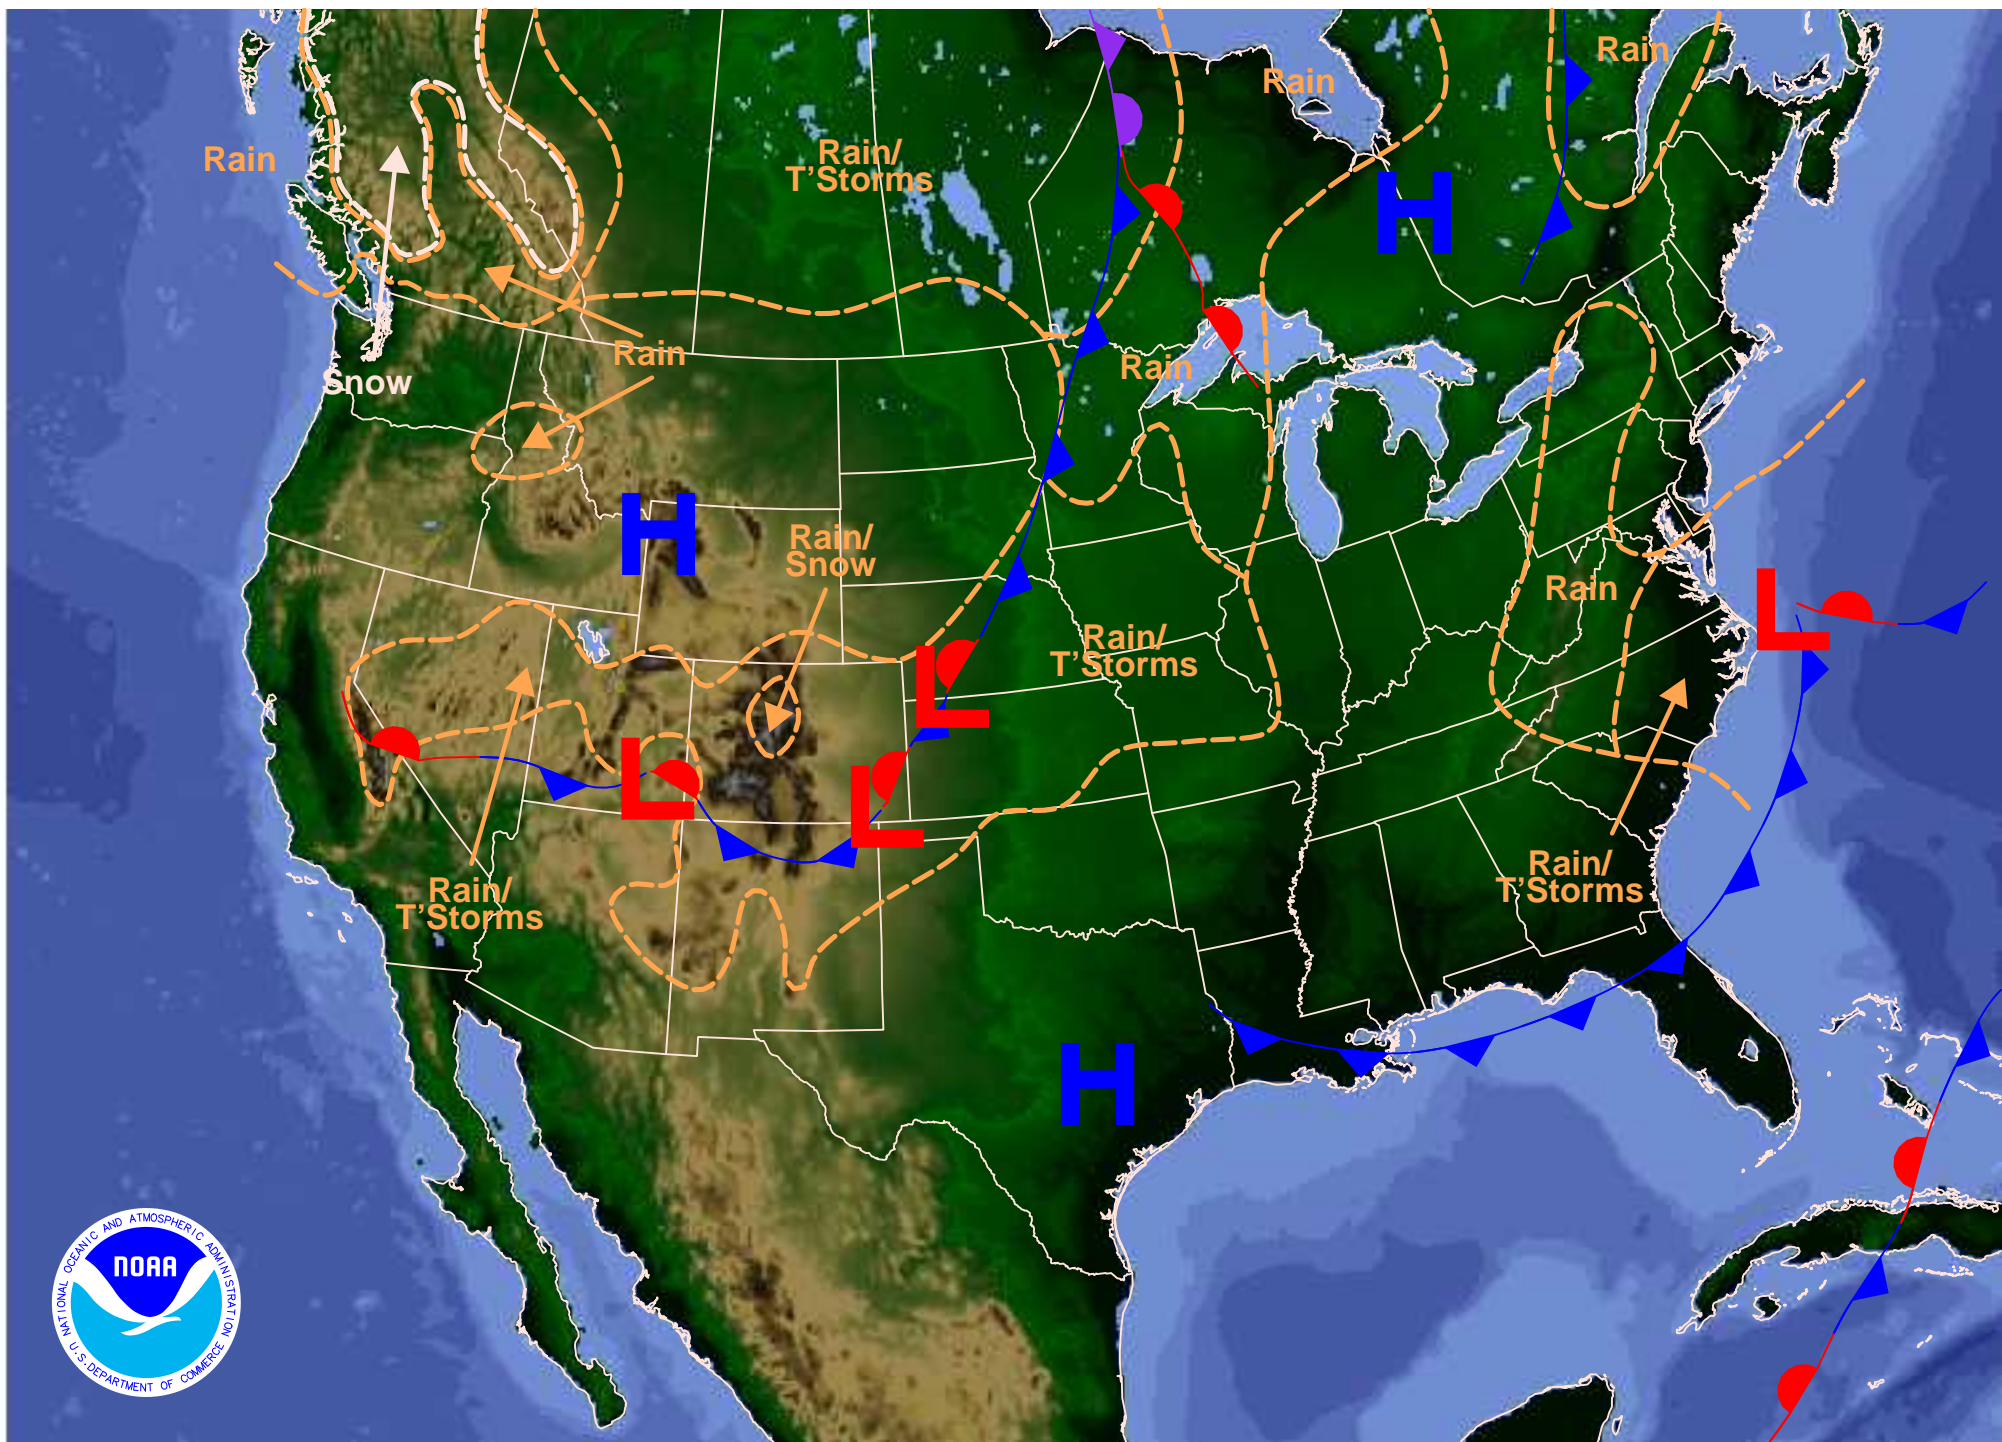 Rain
Rain
Rain
Rain/
T’Storms
Rain
Rain
Rain
Snow
Rain/
Snow
Rain
Rain/
T’Storms
Rain/
T’Storms
Rain/
T’Storms
H
H
H
L
L
L
L
NATIONAL OCEANIC AND ATMOSPHERIC ADMINISTRATION
NOAA
U.S. DEPARTMENT OF COMMERCE